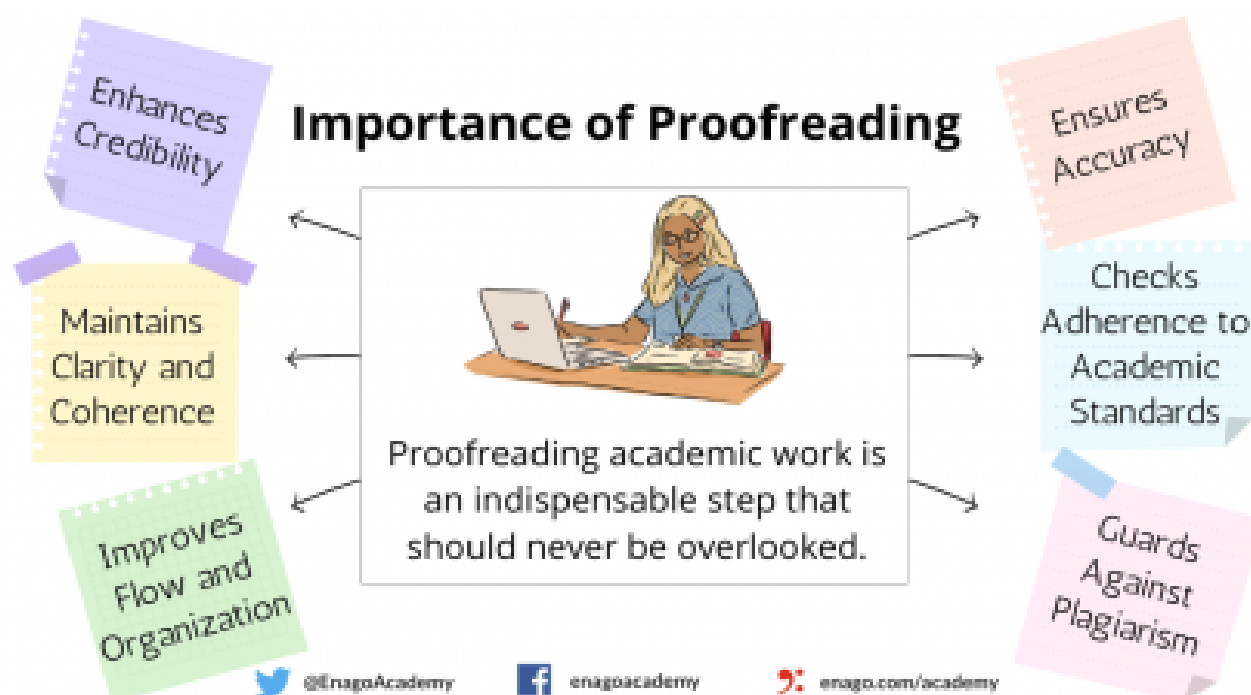 Importance of Proofreading
Enhances
Credibility
Maintains
Clarity and
Coherence
Improves
Flow and
Organization
Proofreading academic work is
an indispensable step that
should never be overlooked.
Ensures
Accuracy
Checks
Adherence to
Academic
Standards
Guards
Against
Plagiarism
@EnagoAcademy
enagoacademy
enago.com/academy